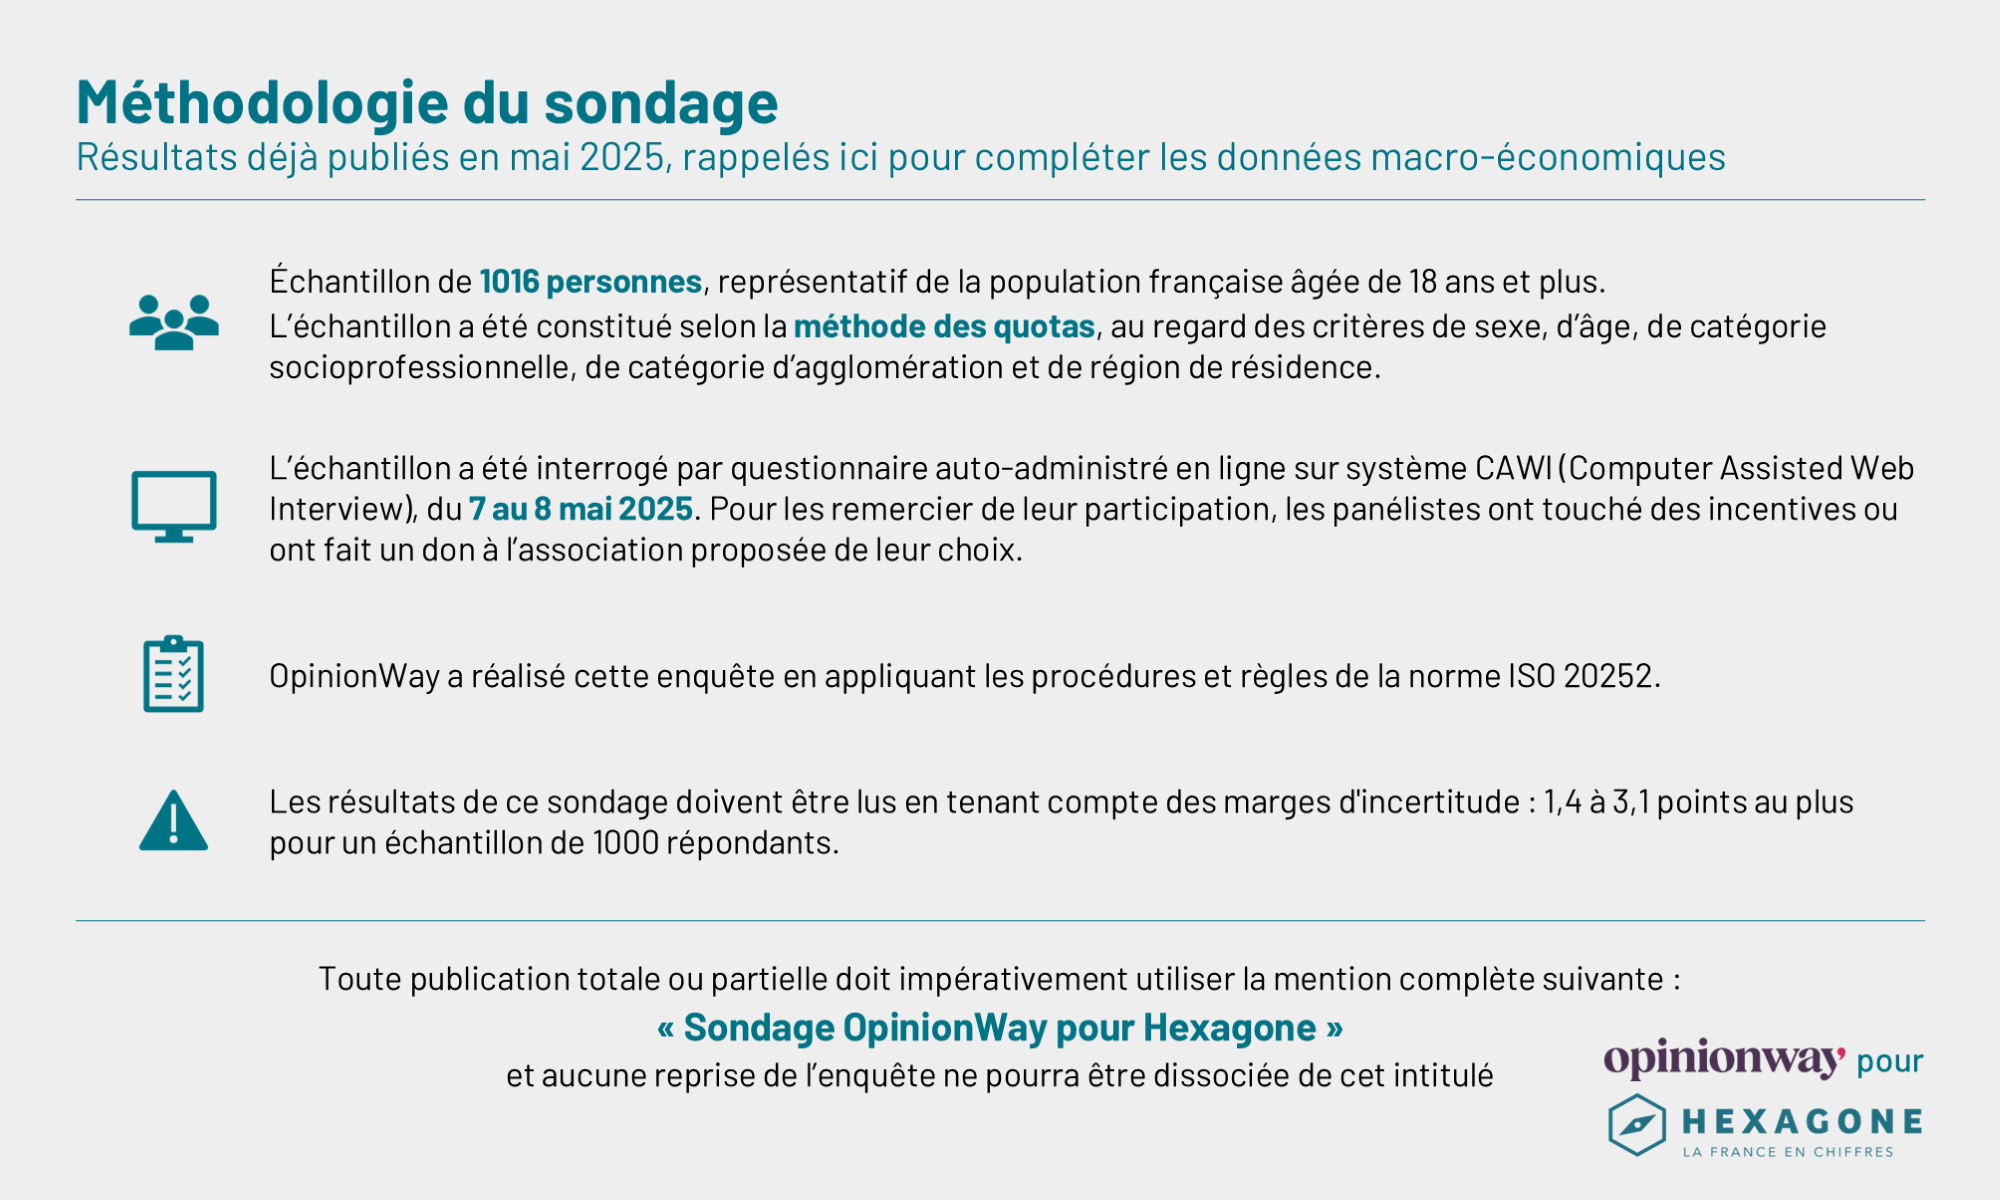 Méthodologie du sondage
Résultats déjà publiés en mai 2025, rappelés ici pour compléter les données macro-économiques
Échantillon de 1016 personnes, représentatif de la population française âgée de 18 ans et plus.
L’échantillon a été constitué selon la méthode des quotas, au regard des critères de sexe, d’âge, de catégorie
socioprofessionnelle, de catégorie d’agglomération et de région de résidence.
L’échantillon a été interrogé par questionnaire auto-administré en ligne sur système CAWI (Computer Assisted Web
Interview), du 7 au 8 mai 2025. Pour les remercier de leur participation, les panélistes ont touché des incentives ou
ont fait un don à l’association proposée de leur choix.
OpinionWay a réalisé cette enquête en appliquant les procédures et règles de la norme ISO 20252.
Les résultats de ce sondage doivent être lus en tenant compte des marges d'incertitude : 1,4 à 3,1 points au plus
pour un échantillon de 1000 répondants.
Toute publication totale ou partielle doit impérativement utiliser la mention complète suivante :
« Sondage OpinionWay pour Hexagone »
et aucune reprise de l’enquête ne pourra être dissociée de cet intitulé
opinionway pour
HEXAGONE
LA FRANCE EN CHIFFRES